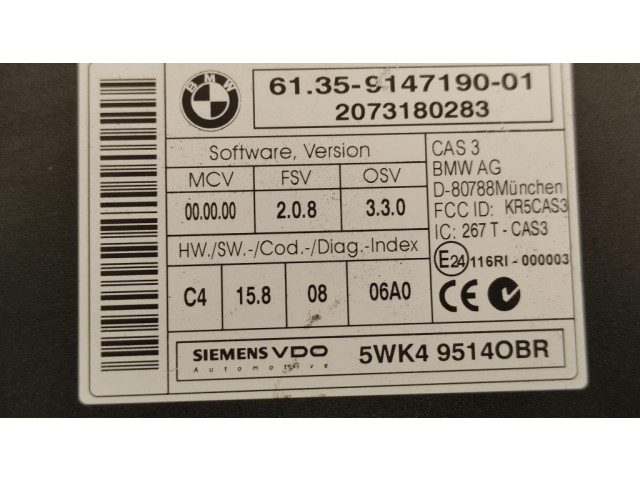 BMW
61.35-9147190-01
2073180283
Software, Version
MCV FSV OSV
00.00.00 2.0.8 3.3.0
HW./SW.-/Cod.-/Diag.-Index
C4 15.8 08 06A0
CAS 3
BMW AG
D-80788München
FCC ID: KR5CAS3
IC: 267 T - CAS3
E24 116RI - 000003
CE
SIEMENS VDO
Automotive
5WK4 9514OBR